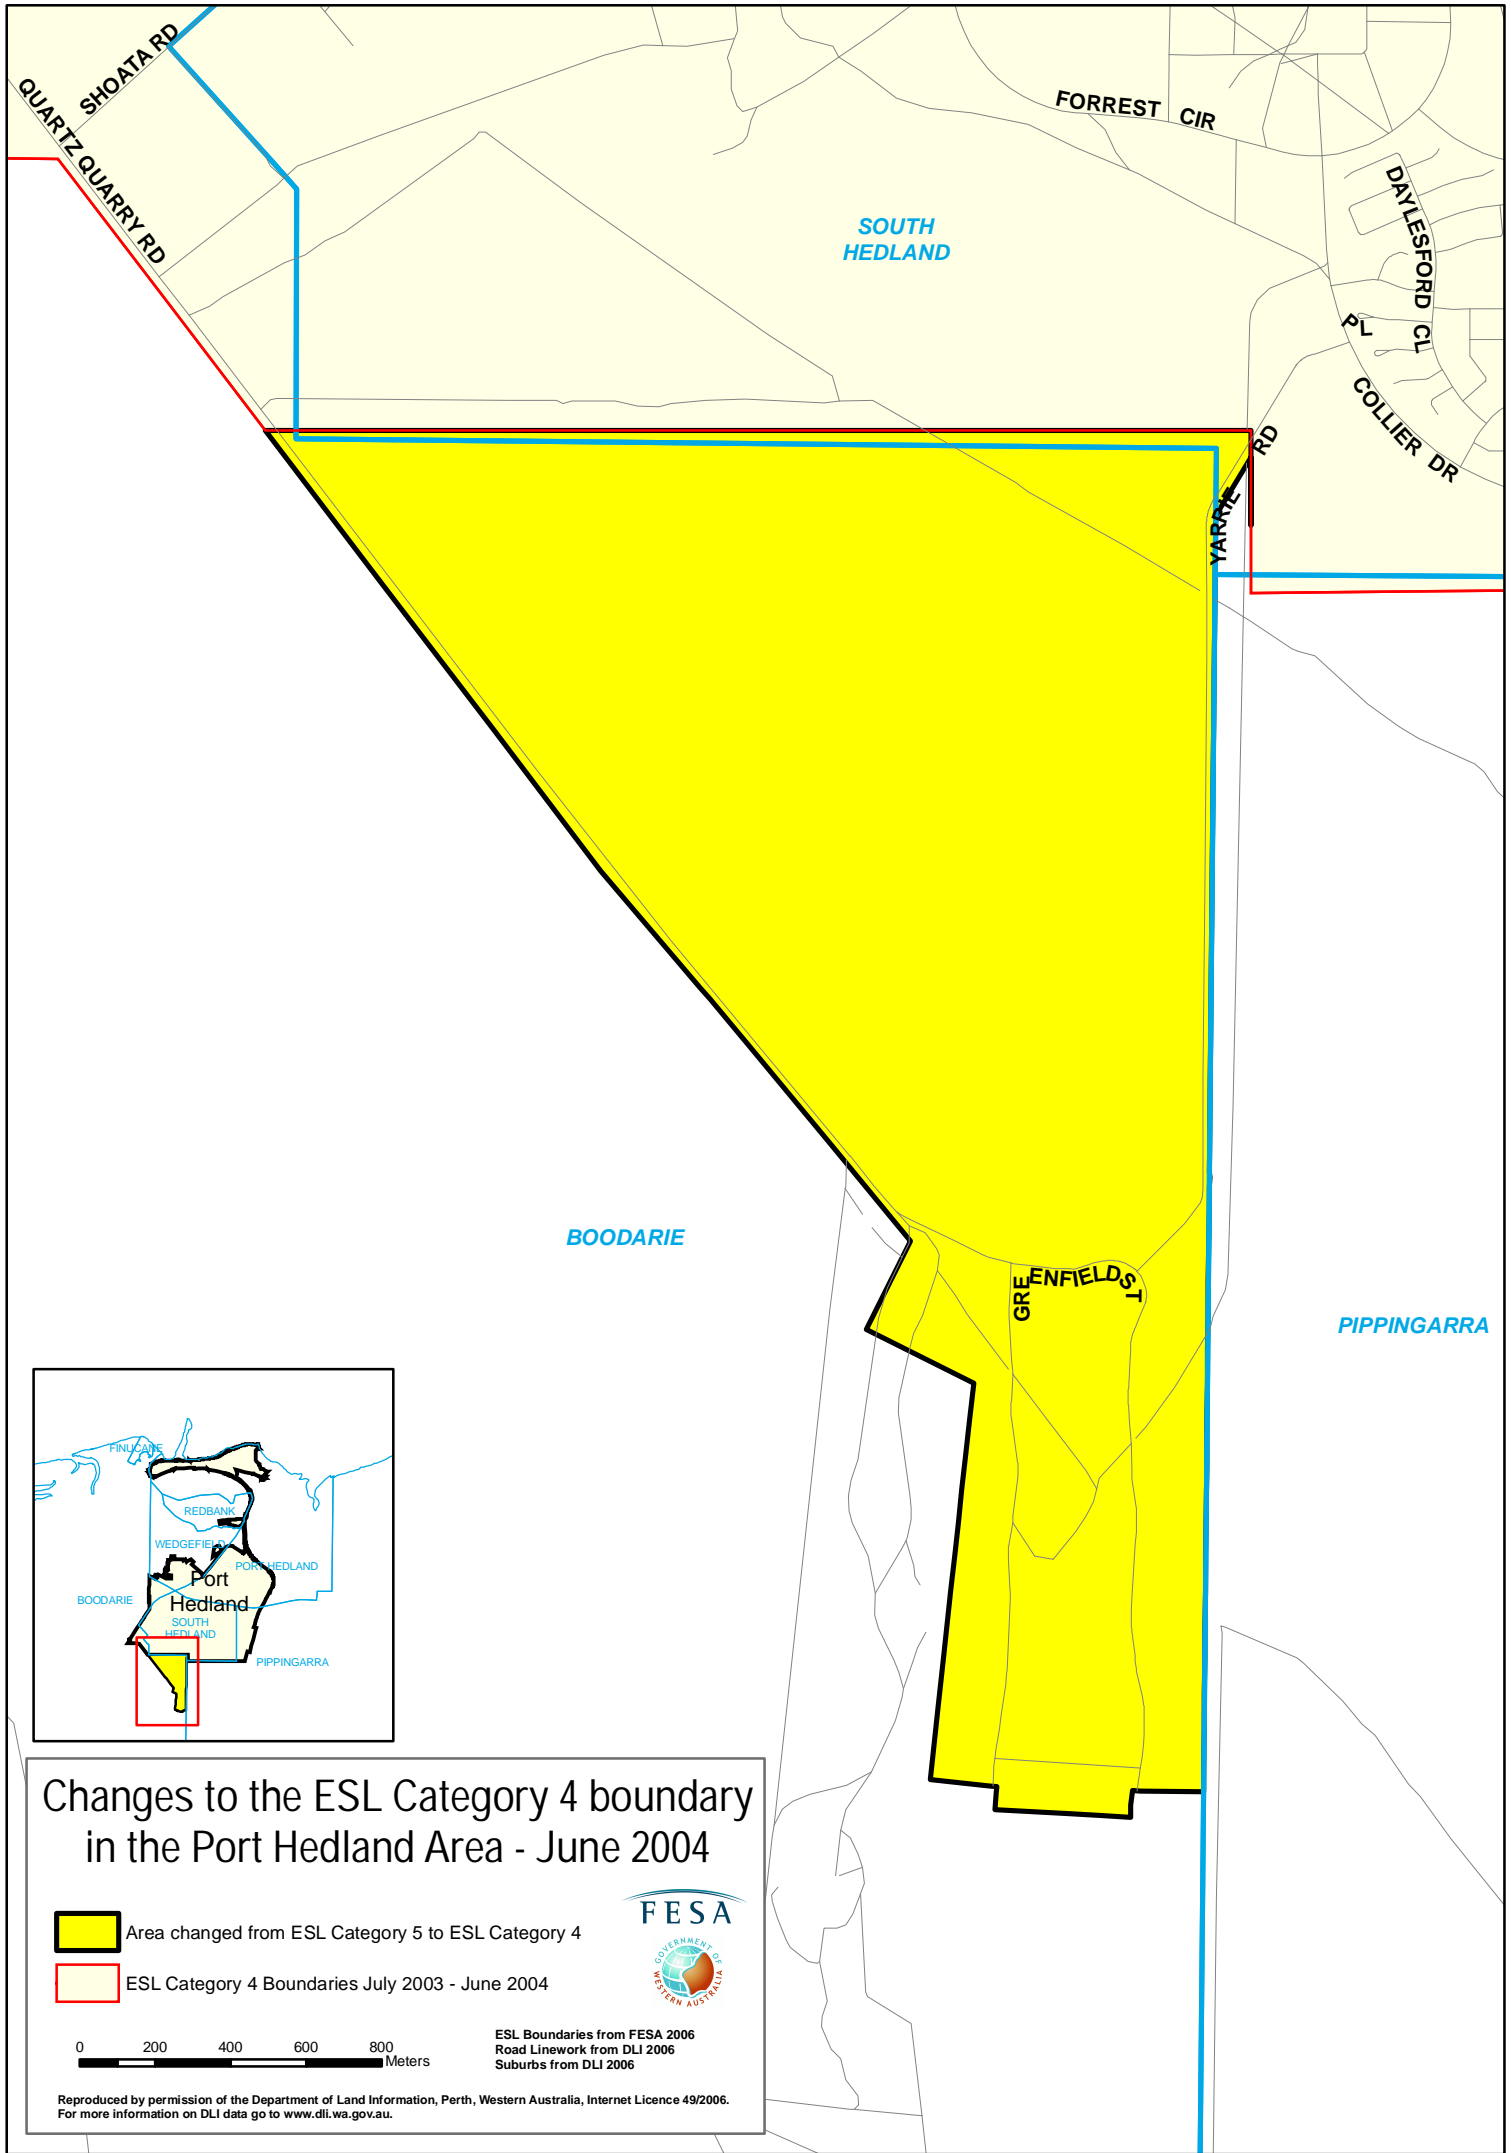 SHOATA RD
QUARTZ QUARRY RD
FORREST CIR
DAYLESFORD CL
SOUTH
HEDLAND
PL
COLLIER DR
YARRIE RD
BOODARIE
GREENFIELD ST
PIPPINGARRA
FINUCANE
REDBANK
WEDGEFIELD
PORT HEDLAND
Port
Hedland
BOODARIE
SOUTH
HEDLAND
PIPPINGARRA
Changes to the ESL Category 4 boundary
in the Port Hedland Area - June 2004
FESA
Area changed from ESL Category 5 to ESL Category 4
GOVERNMENT OF
WESTERN AUSTRALIA
ESL Category 4 Boundaries July 2003 - June 2004
0 200 400 600 800
Meters
ESL Boundaries from FESA 2006
Road Linework from DLI 2006
Suburbs from DLI 2006
Reproduced by permission of the Department of Land Information, Perth, Western Australia, Internet Licence 49/2006.
For more information on DLI data go to www.dli.wa.gov.au.